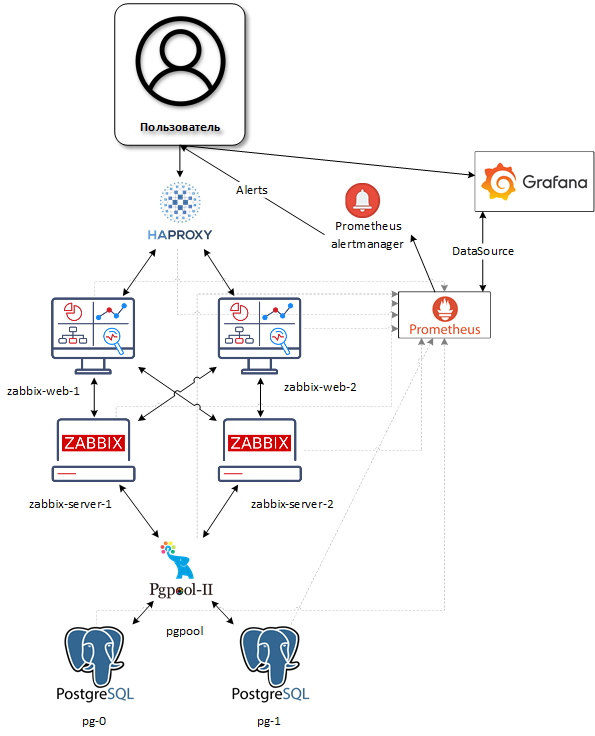 Пользователь
Grafana
Alerts
Prometheus
alertmanager
HAPROXY
DataSource
Prometheus
zabbix-web-1
zabbix-web-2
ZABBIX
ZABBIX
zabbix-server-1
zabbix-server-2
Pgpool-II
pgpool
PostgreSQL
PostgreSQL
pg-0
pg-1